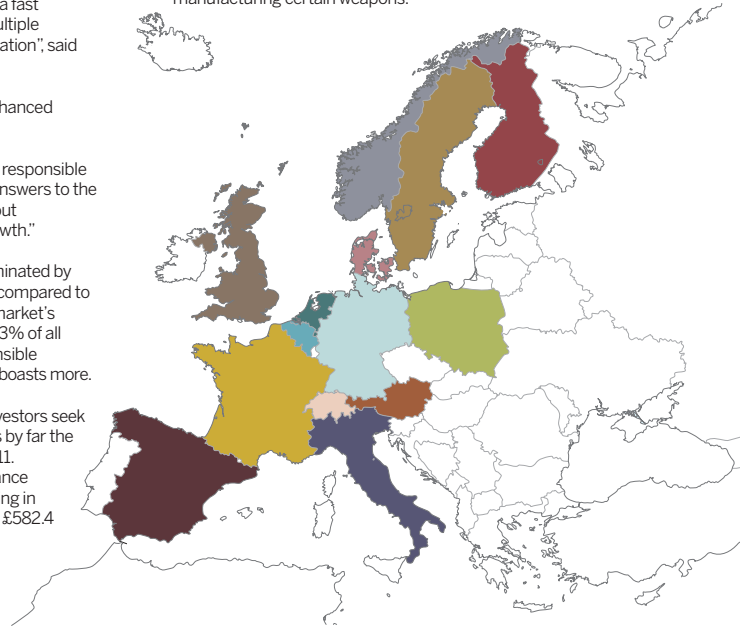 manufacturing certain weapons.
a fast
ultiple
ation”, said
hanced
responsible
nswers to the
out
wth.”
minated by
compared to
market’s
3% of all
nsible
boasts more.
vestors seek
s by far the
11.
ance
ng in
£582.4